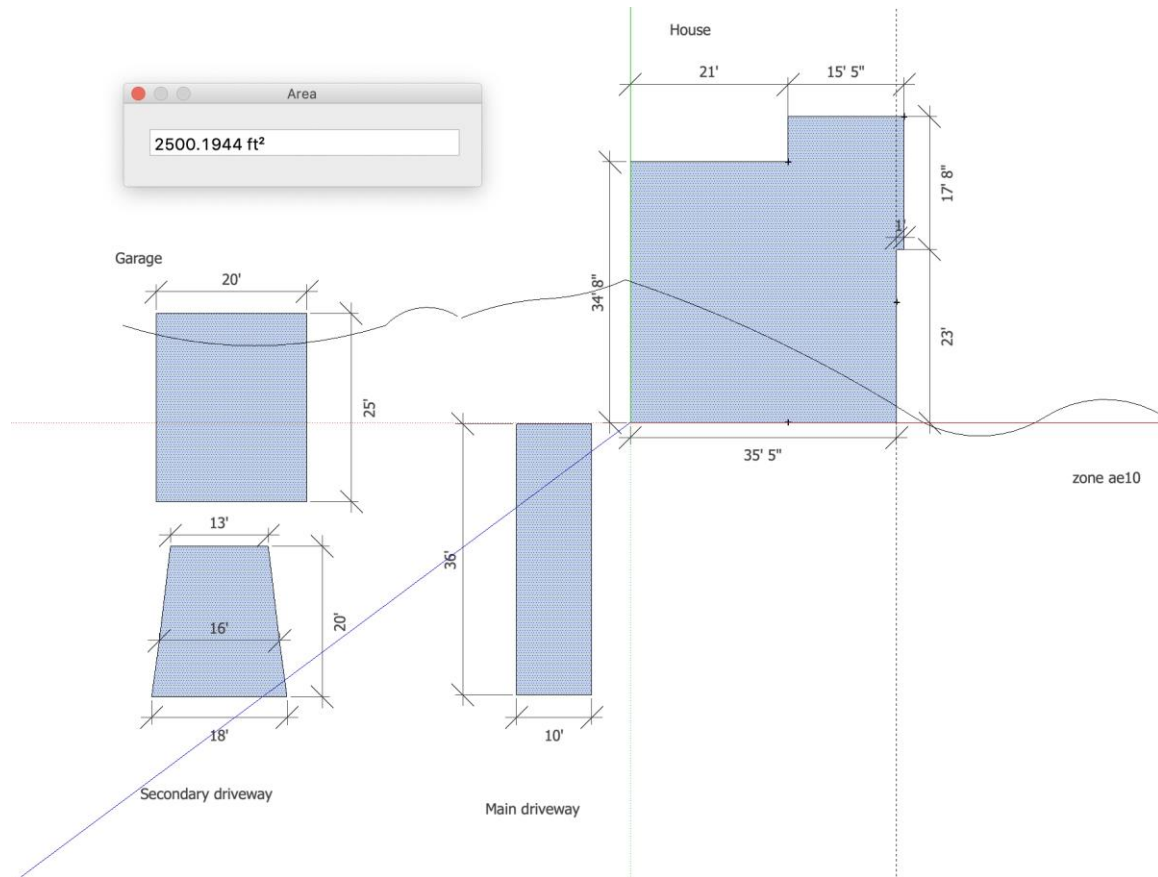 House
21'
15' 5"
Area
2500.1944 ft²
17' 8"
1'
Garage
20'
34' 8"
23'
25'
35' 5"
zone ae10
13'
36'
20'
16'
18'
10'
Secondary driveway
Main driveway